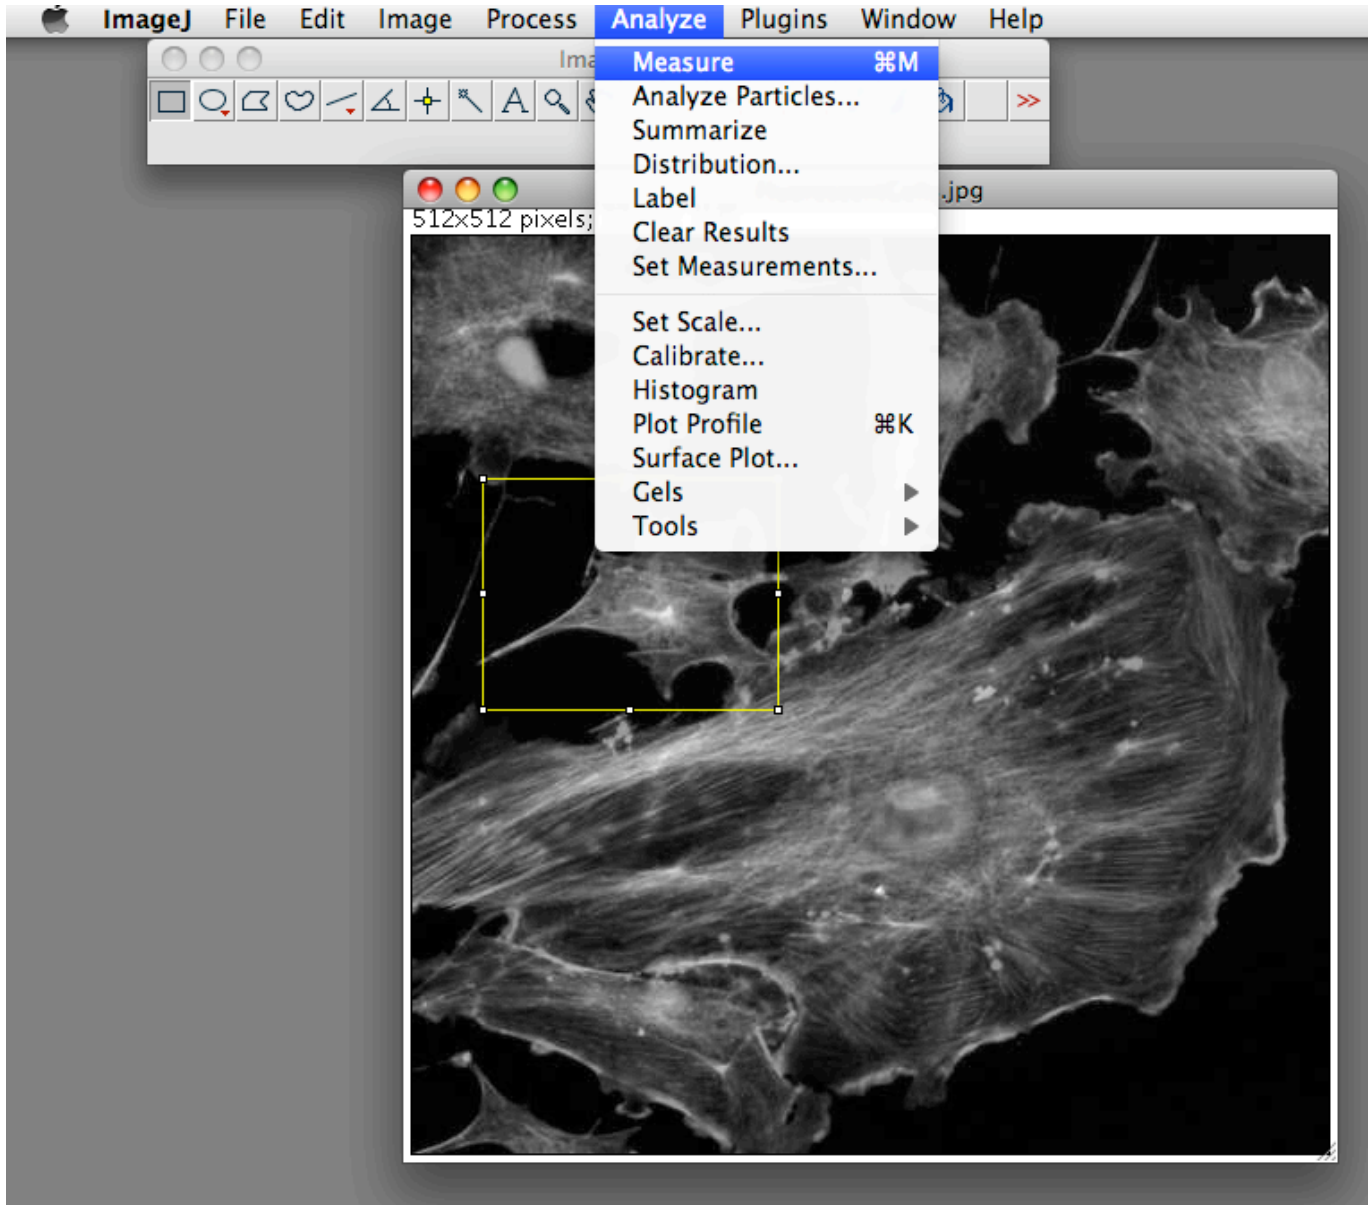 ImageJ File Edit Image Process Analyze Plugins Window Help
Ima
A
512x512 pixels;
.jpg
Measure ⌘M
Analyze Particles...
Summarize
Distribution...
Label
Clear Results
Set Measurements...
Set Scale...
Calibrate...
Histogram
Plot Profile ⌘K
Surface Plot...
Gels
Tools